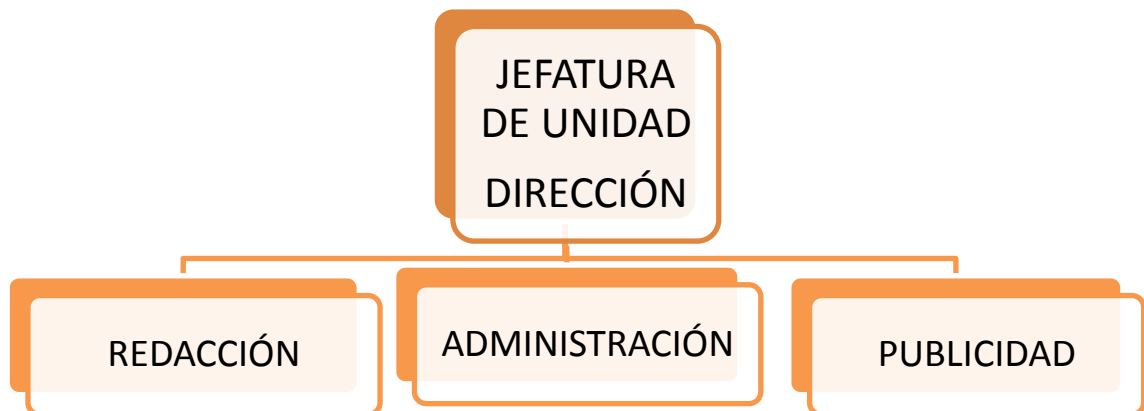 JEFATURA
DE UNIDAD
DIRECCIÓN
REDACCIÓN
ADMINISTRACIÓN
PUBLICIDAD